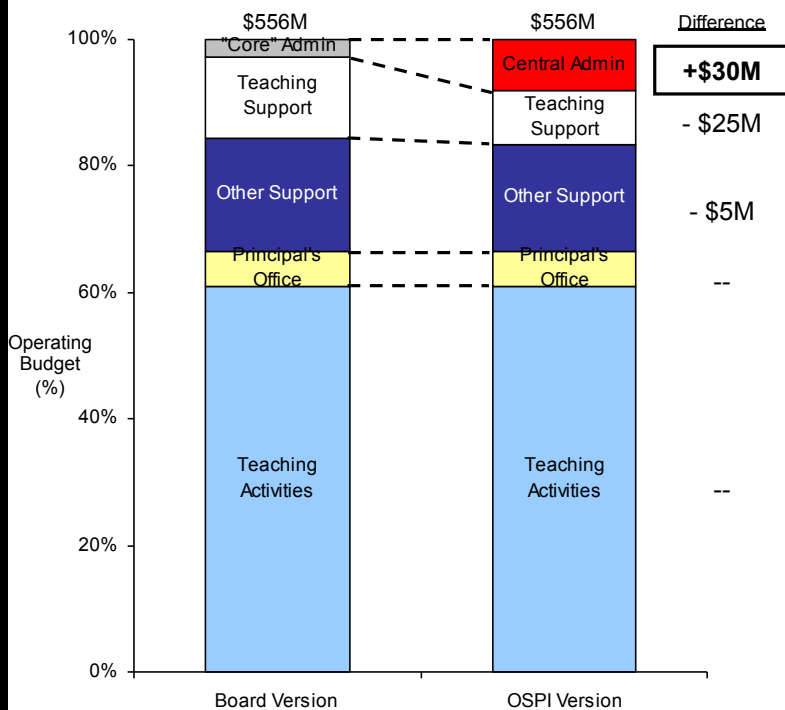 $556M
$556M
Difference
100%
"Core" Admin
Central Admin
+$30M
Teaching
Support
Teaching
Support
- $25M
80%
Other Support
Other Support
- $5M
Principal's
Office
Principal's
Office
--
60%
Operating
Budget
(%)
40%
Teaching
Activities
Teaching
Activities
--
20%
0%
Board Version
OSPI Version